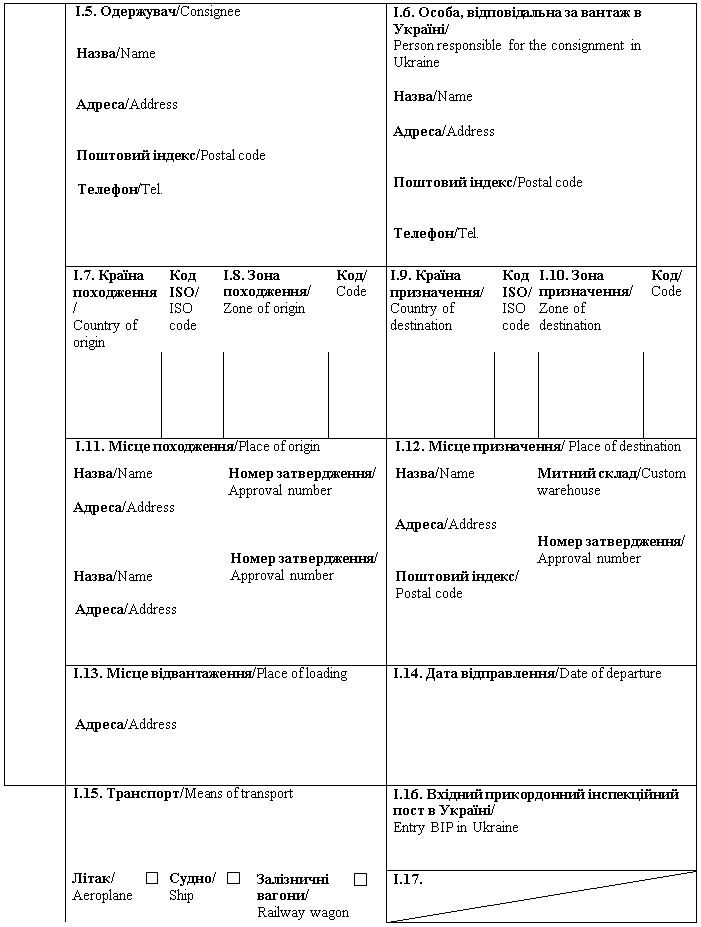 I.5. Одержувач/Consignee
Назва/Name
Адреса/Address
Поштовий індекс/Postal code
Телефон/Tel.
I.6. Особа, відповідальна за вантаж в
Україні/
Person responsible for the consignment in
Ukraine
Назва/Name
Адреса/Address
Поштовий індекс/Postal code
Телефон/Tel.
I.7. Країна
походження
/
Country of
origin
Код
ISO/
ISO
code
I.8. Зона
походження/
Zone of origin
Код/
Code
I.9. Країна
призначення/
Country of
destination
Код
ISO/
ISO
code
I.10. Зона
призначення/
Zone of
destination
Код/
Code
I.11. Місце походження/Place of origin
Назва/Name
Номер затвердження/
Approval number
Адреса/Address
Номер затвердження/
Назва/Name
Approval number
Адреса/Address
I.12. Місце призначення/ Place of destination
Назва/Name
Митний склад/Custom
warehouse
Адреса/Address
Номер затвердження/
Approval number
Поштовий індекс/
Postal code
I.13. Місце відвантаження/Place of loading
Адреса/Address
I.14. Дата відправлення/Date of departure
I.15. Транспорт/Means of transport
Літак/
Aeroplane
Судно/
Ship
Залізничні
вагони/
Railway wagon
I.16. Вхідний прикордонний інспекційний
пост в Україні/
Entry BIP in Ukraine
I.17.